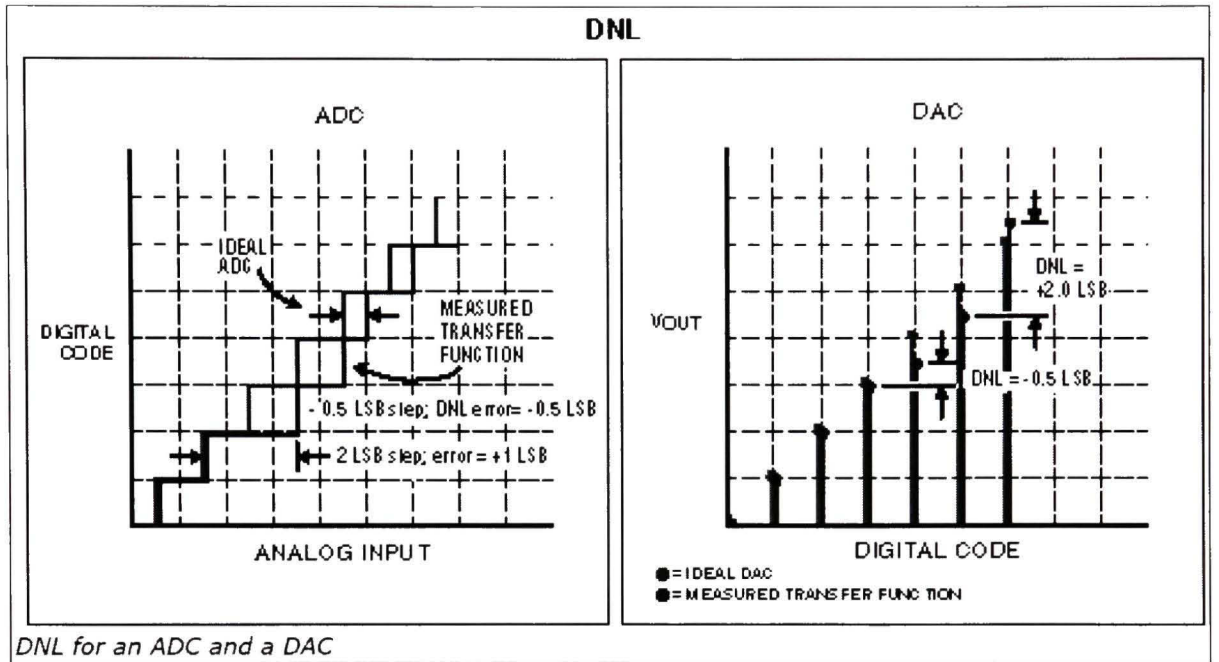 DNL
ADC
IDEAL
ADC
DIGITAL
CODE
MEASURED
TRANSFER
FUNCTION
- 0.5 LSB step; DNL error= -0.5 LSB
2 LSB step; error = +1 LSB
ANALOG INPUT
DAC
VOUT
DNL =
+2.0 LSB
DNL = -0.5 LSB
DIGITAL CODE
= IDEAL DAC
= MEASURED TRANSFER FUNCTION
DNL for an ADC and a DAC